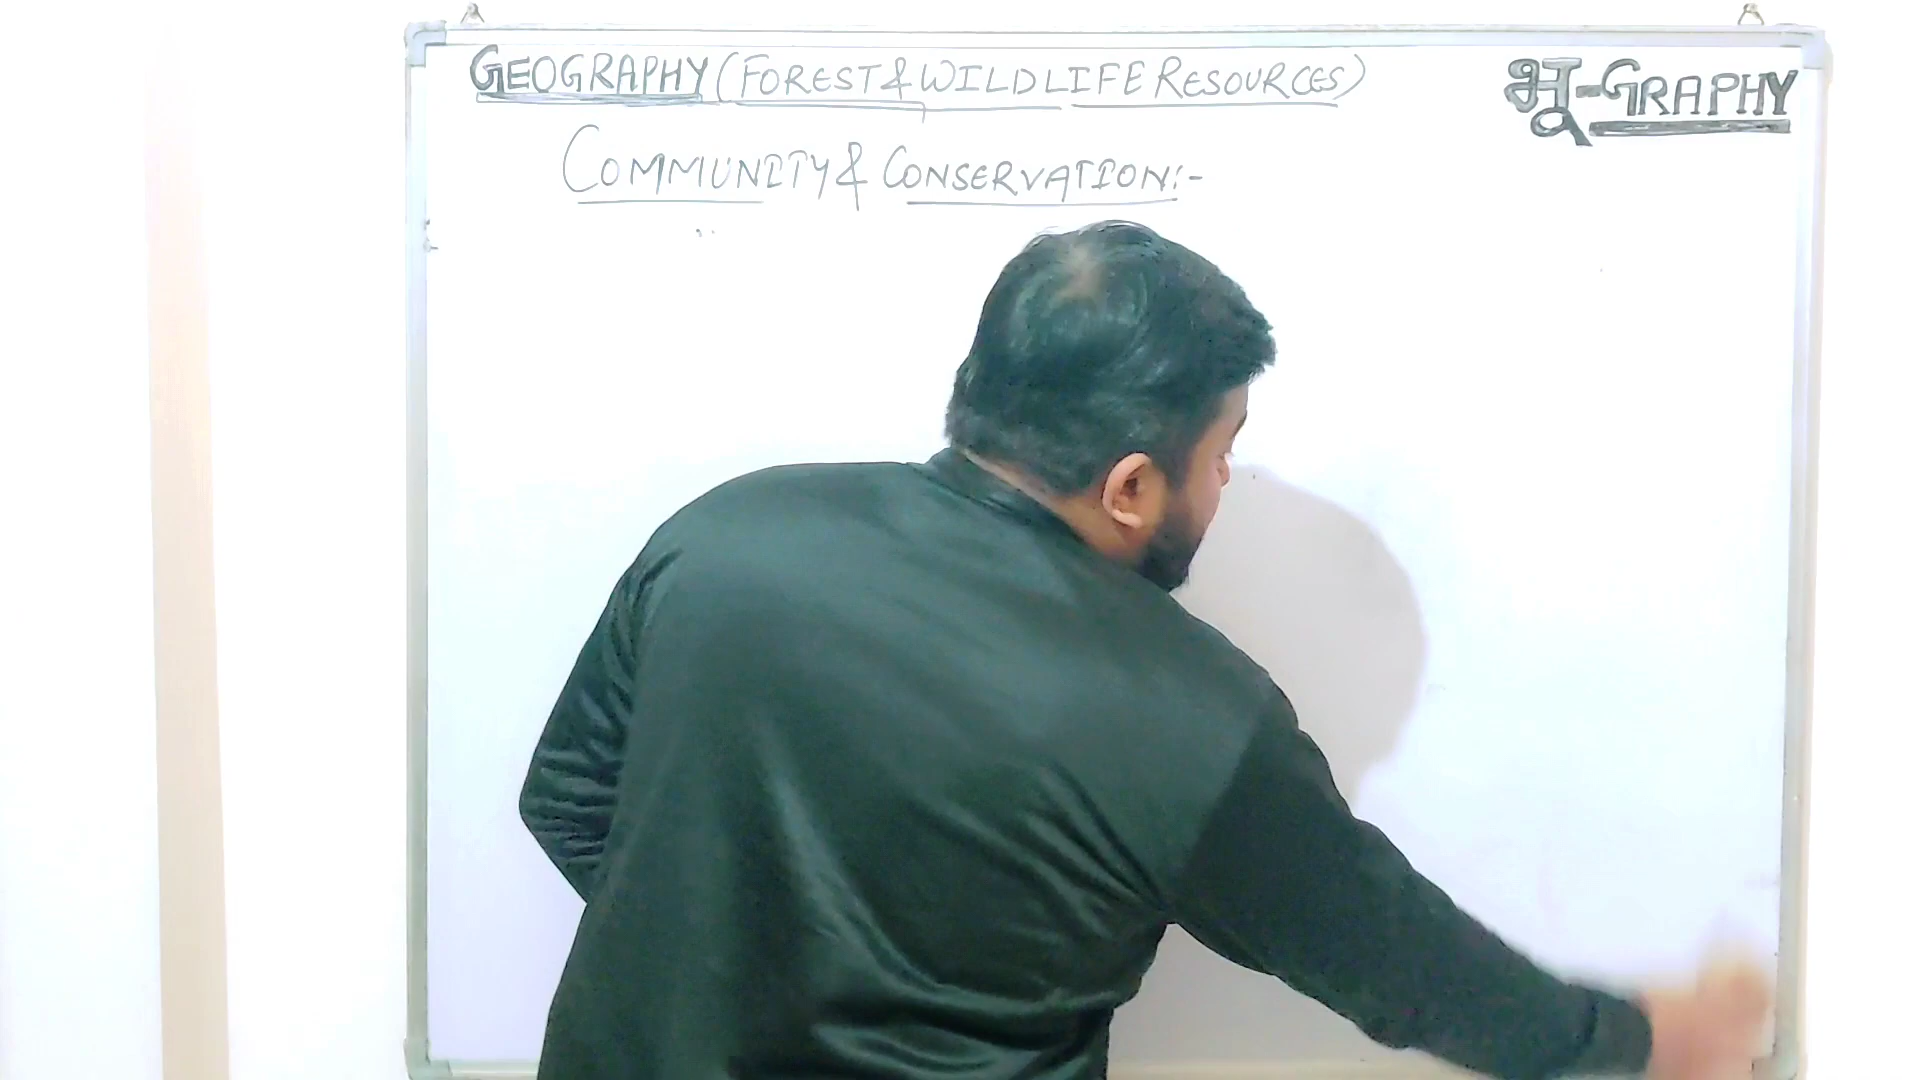 GEOGRAPHY (FOREST & WILDLIFE RESOURCES)
भू-GRAPHY
COMMUNITY & CONSERVATION:-